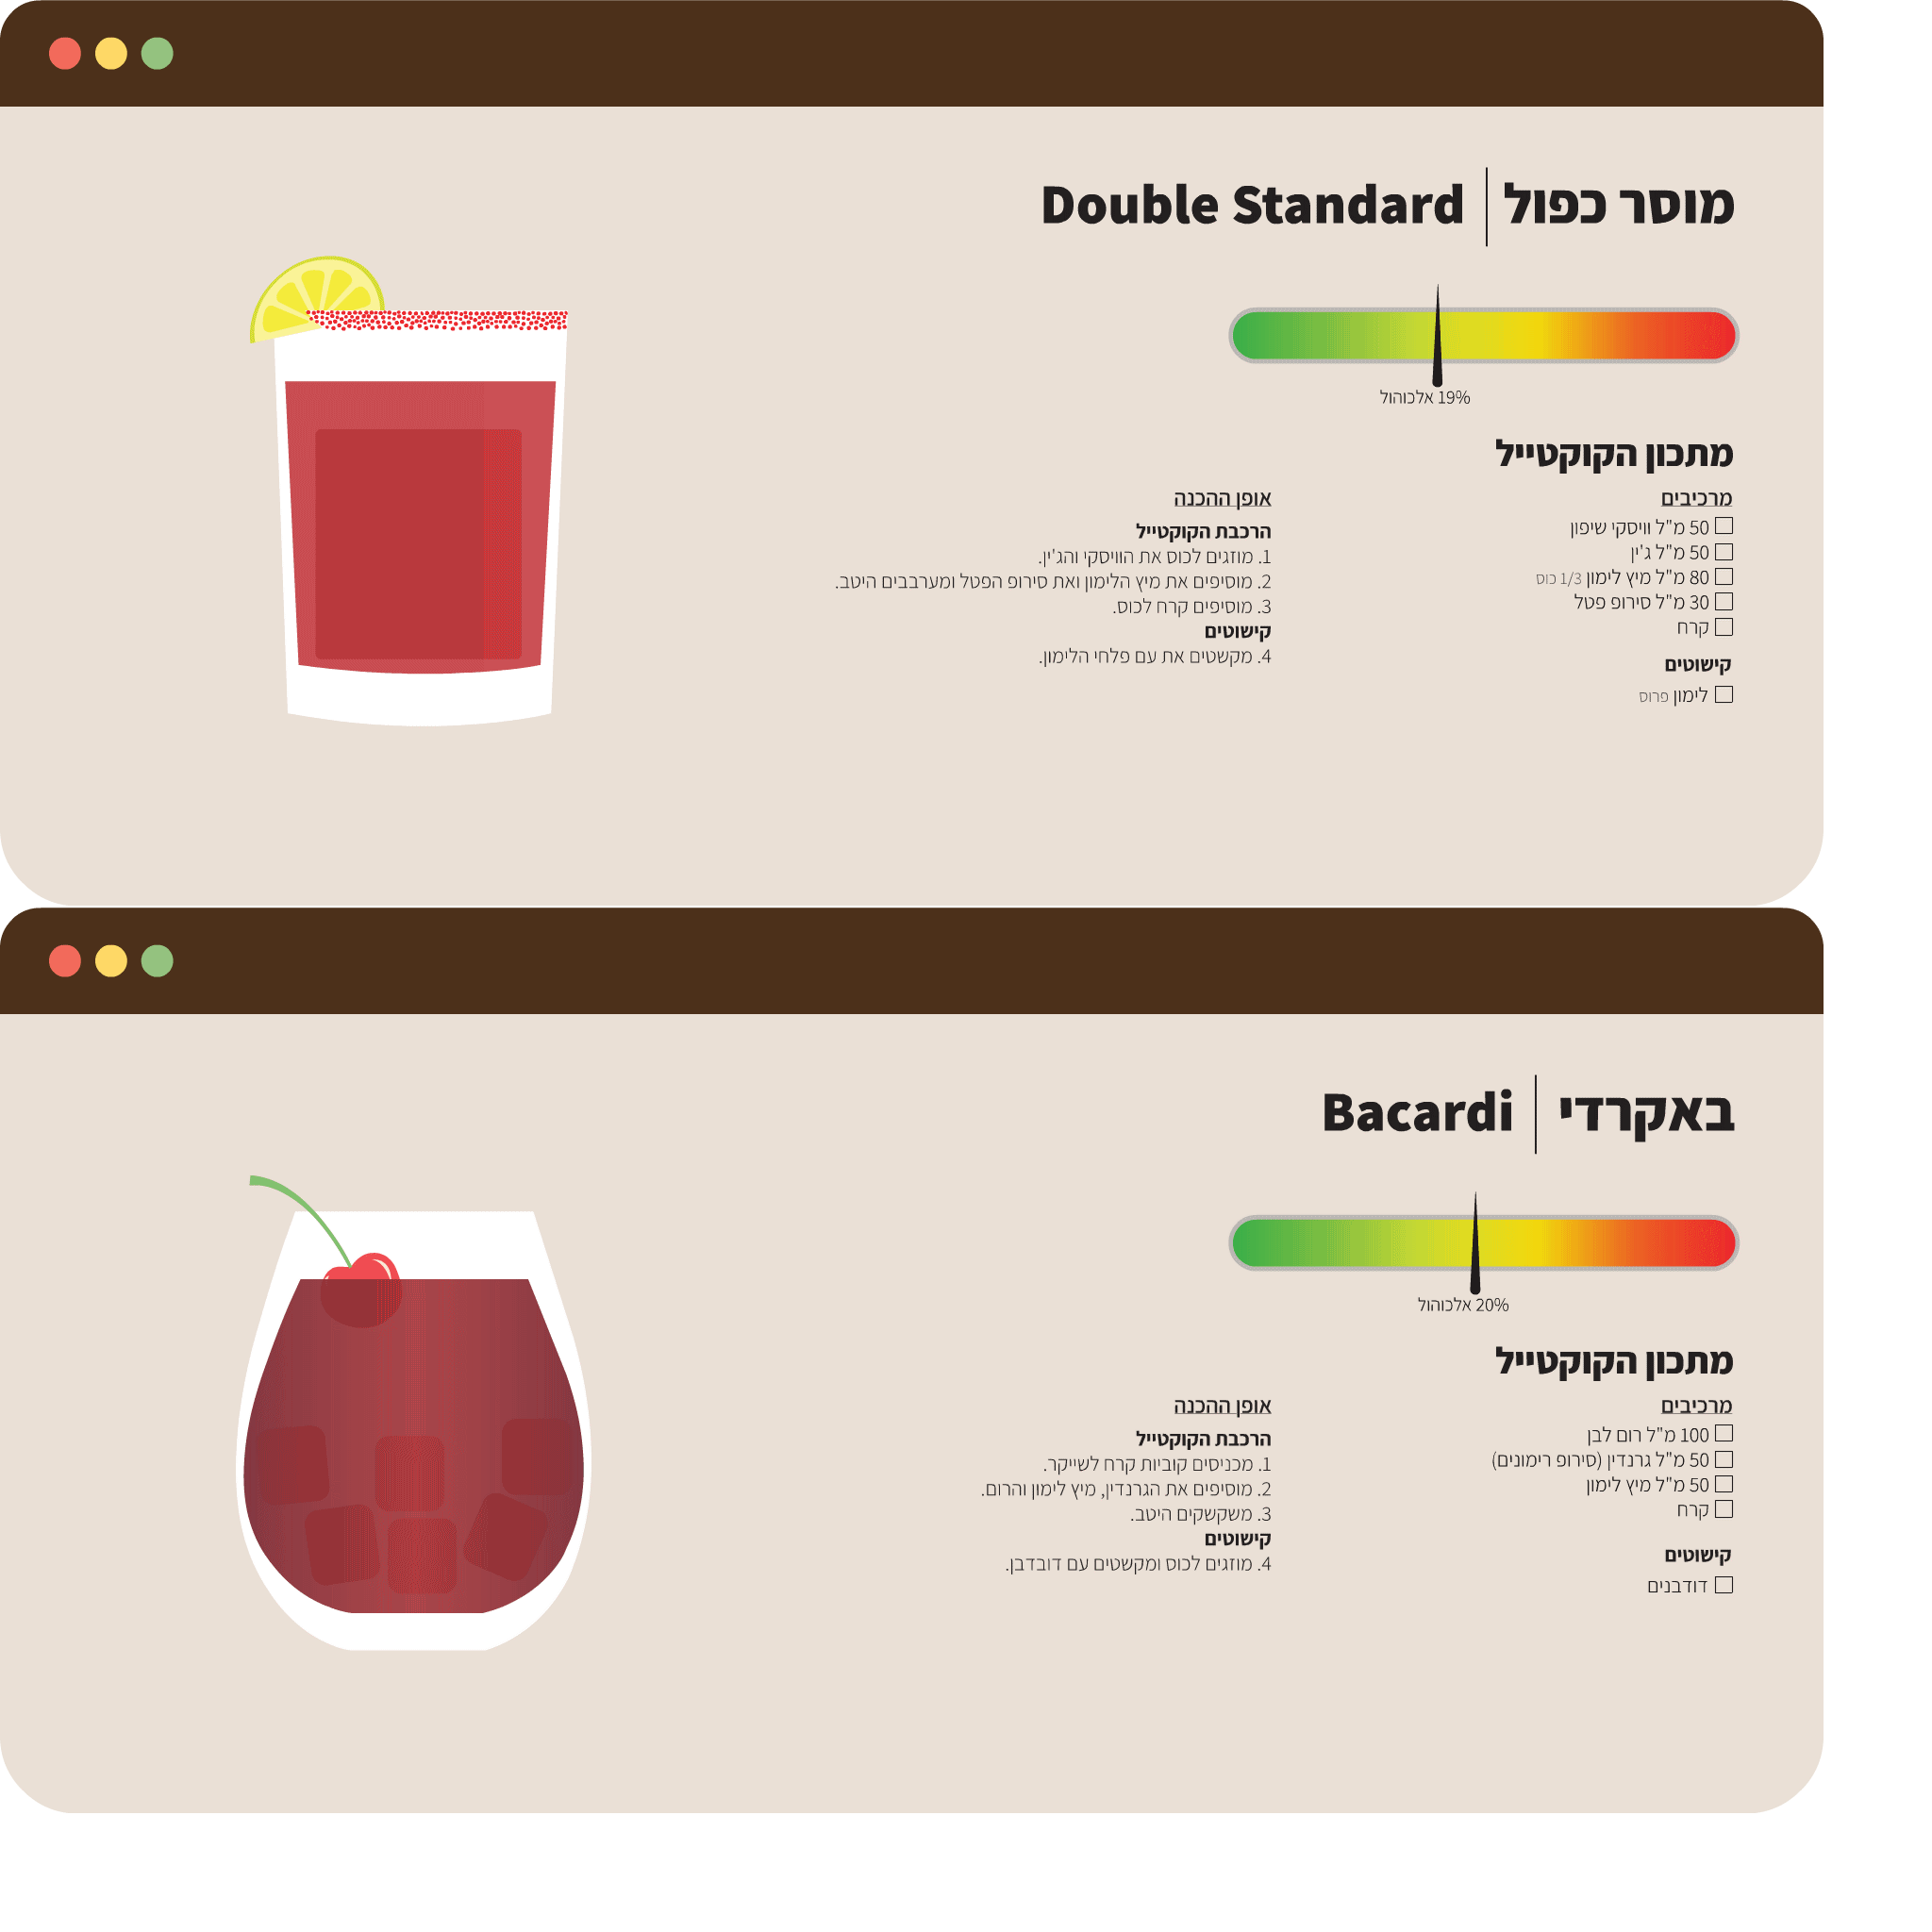 מוסר כפול | Double Standard
19% אלכוהול
מתכון הקוקטייל
מרכיבים
50 מ"ל וויסקי שיפון
50 מ"ל ג'ין
80 מ"ל מיץ לימון 1/3 כוס
30 מ"ל סירופ פטל
קרח
קישוטים
לימון פרוס
אופן ההכנה
הרכבת הקוקטייל
1. מוזגים לכוס את הוויסקי והג'ין.
2. מוסיפים את מיץ הלימון ואת סירופ הפטל ומערבבים היטב.
3. מוסיפים קרח לכוס.
קישוטים
4. מקשטים את עם פלחי הלימון.
באקרדי | Bacardi
20% אלכוהול
מתכון הקוקטייל
מרכיבים
100 מ"ל רום לבן
50 מ"ל גרנדין (סירופ רימונים)
50 מ"ל מיץ לימון
קרח
קישוטים
דודבנים
אופן ההכנה
הרכבת הקוקטייל
1. מכניסים קוביות קרח לשייקר.
2. מוסיפים את הגרנדין, מיץ לימון והרום.
3. משקשקים היטב.
קישוטים
4. מוזגים לכוס ומקשטים עם דובדבן.